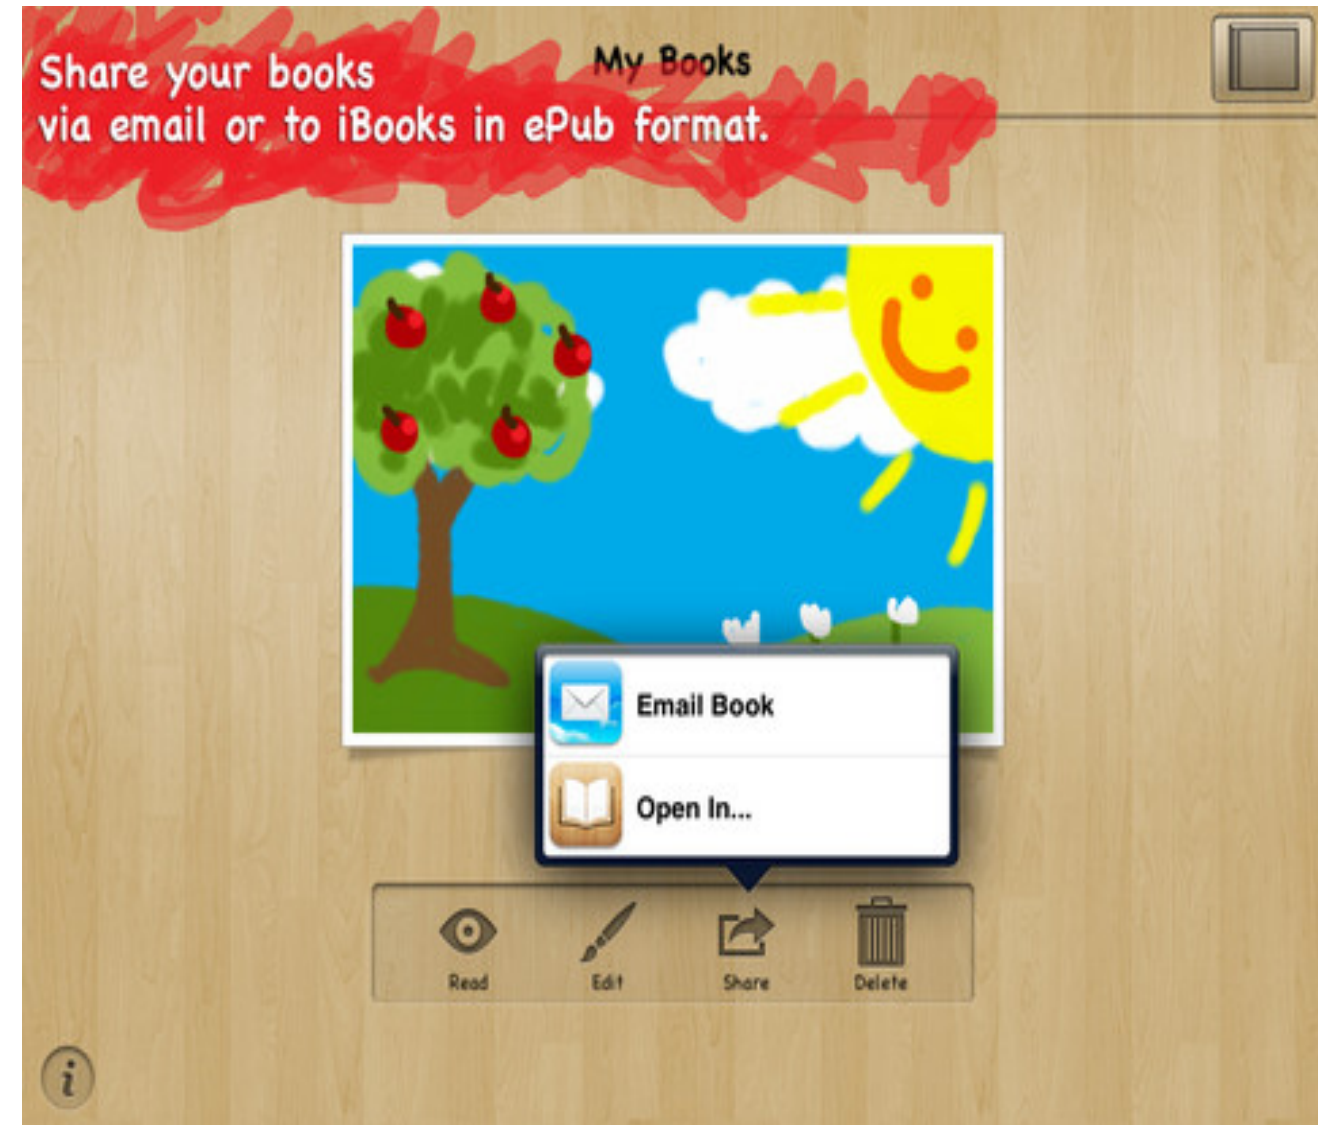 My Books
Share your books
via email or to iBooks in ePub format.
Email Book
Open In...
Read Edit Share Delete
i